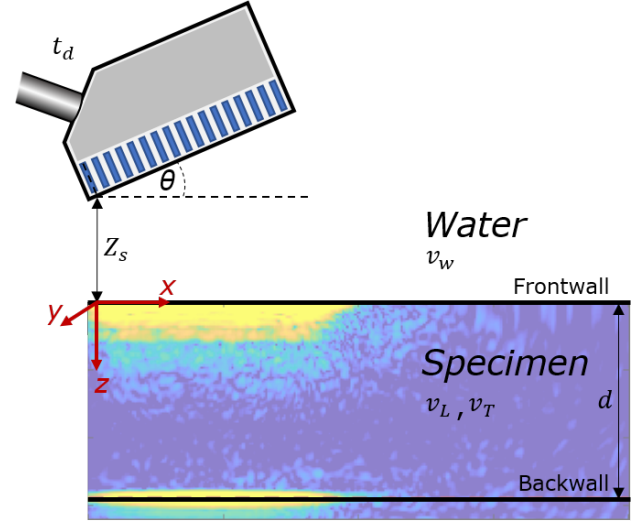 t_d
θ
Z_s
Water
v_w
Frontwall
x
y
z
Specimen
v_L , v_T
d
Backwall